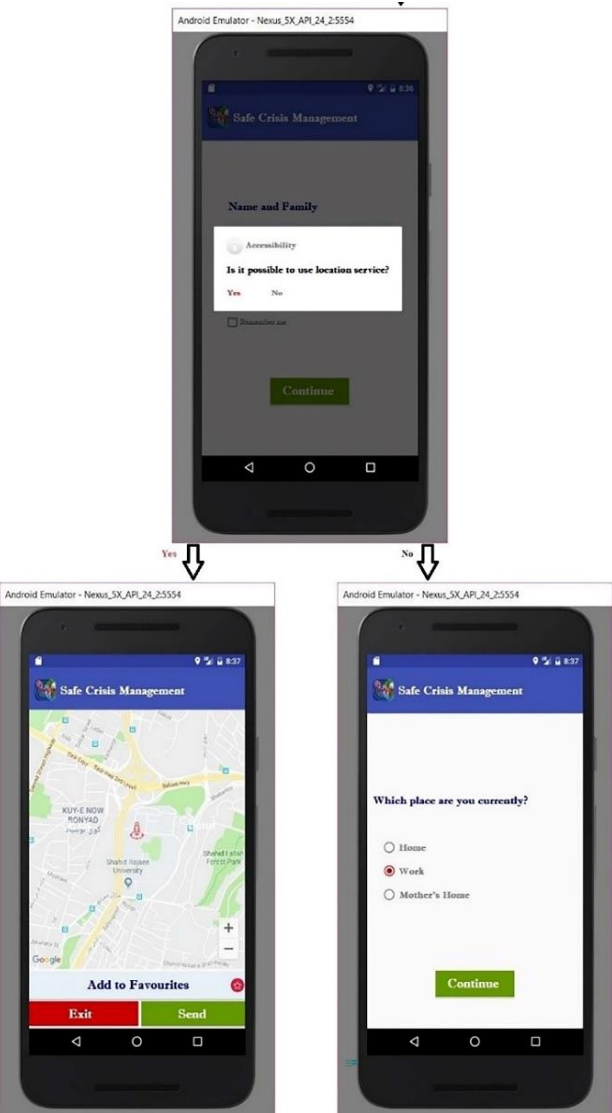 Android Emulator - Nexus_5X_API_24_2:5554
8:36
Safe Crisis Management
Name and Family
Accessibility
Is it possible to use location service?
Yes No
Remember me
Continue
Yes No
Android Emulator - Nexus_5X_API_24_2:5554
8:37
Safe Crisis Management
KUY-E NOW
BONYAD
Shahid Rajaee
University
Forest Park
Google
+
−
Add to Favourites
Exit Send
Android Emulator - Nexus_5X_API_24_2:5554
8:37
Safe Crisis Management
Which place are you currently?
Home
Work
Mother's Home
Continue